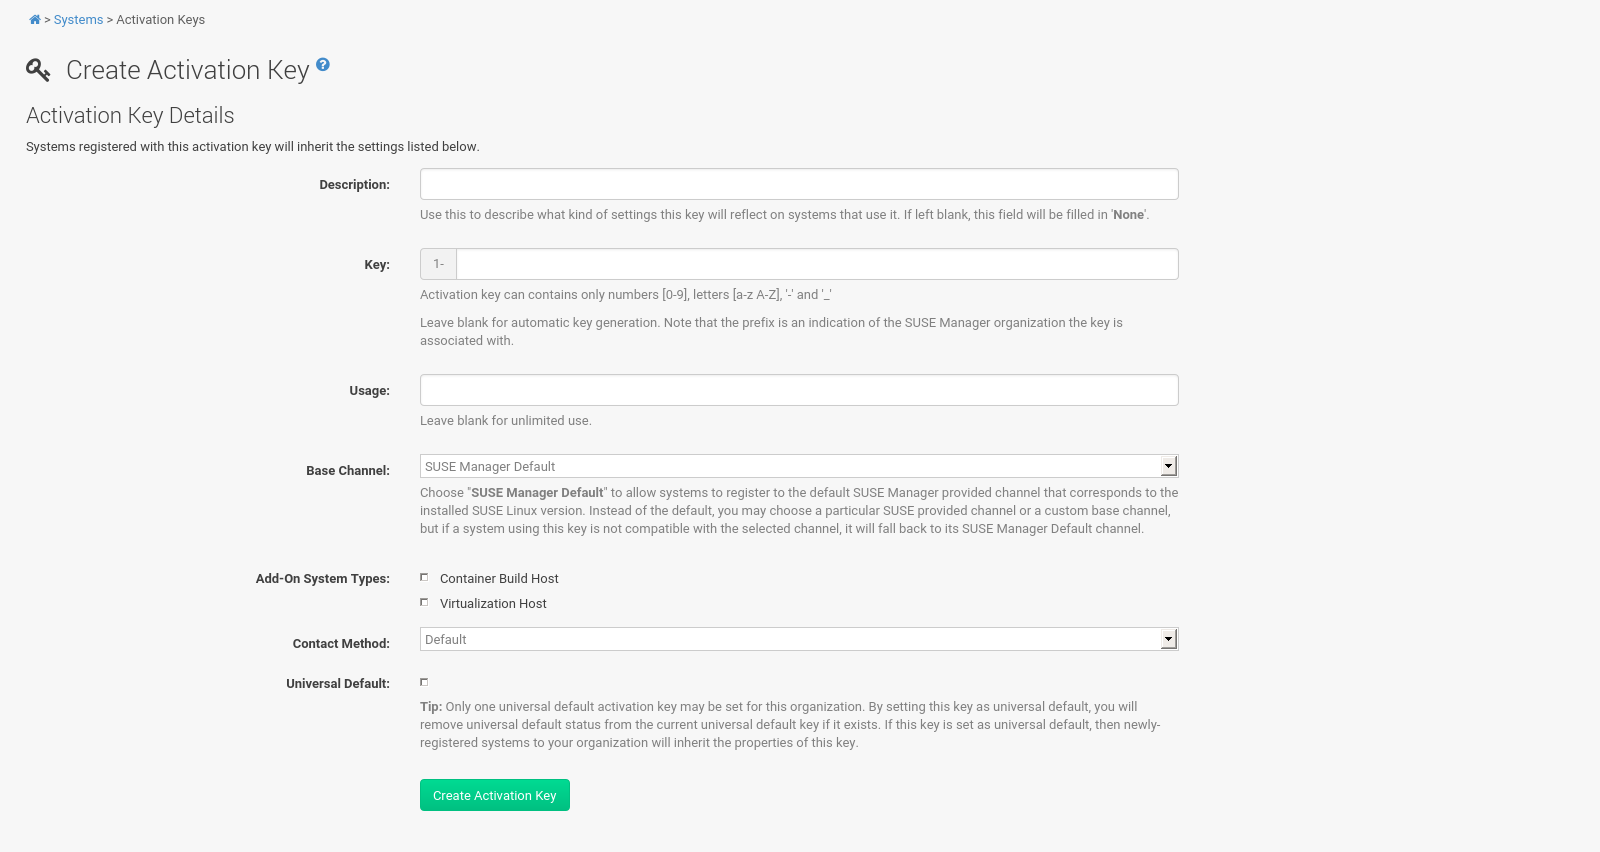 > Systems > Activation Keys
Create Activation Key ?
Activation Key Details
Systems registered with this activation key will inherit the settings listed below.
Description:
Use this to describe what kind of settings this key will reflect on systems that use it. If left blank, this field will be filled in 'None'.
Key: 1-
Activation key can contains only numbers [0-9], letters [a-z A-Z], '-' and '_'
Leave blank for automatic key generation. Note that the prefix is an indication of the SUSE Manager organization the key is
associated with.
Usage:
Leave blank for unlimited use.
Base Channel: SUSE Manager Default
Choose "SUSE Manager Default" to allow systems to register to the default SUSE Manager provided channel that corresponds to the
installed SUSE Linux version. Instead of the default, you may choose a particular SUSE provided channel or a custom base channel,
but if a system using this key is not compatible with the selected channel, it will fall back to its SUSE Manager Default channel.
Add-On System Types: Container Build Host
Virtualization Host
Contact Method: Default
Universal Default:
Tip: Only one universal default activation key may be set for this organization. By setting this key as universal default, you will
remove universal default status from the current universal default key if it exists. If this key is set as universal default, then newly-
registered systems to your organization will inherit the properties of this key.
Create Activation Key